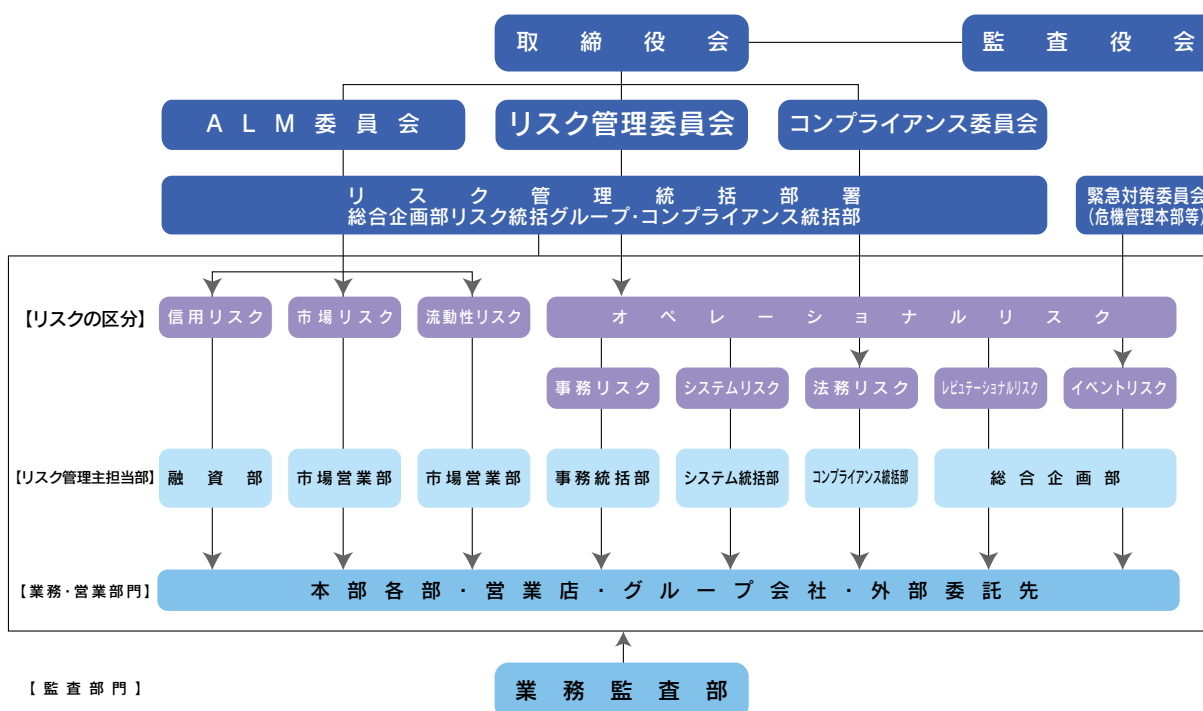 取締役会
監査役会
ALM委員会
リスク管理委員会
コンプライアンス委員会
リスク管理統括部署
総合企画部リスク統括グループ・コンプライアンス統括部
緊急対策委員会
(危機管理本部等)
【リスクの区分】
信用リスク
市場リスク
流動性リスク
オペレーショナルリスク
事務リスク
システムリスク
法務リスク
レピュテーショナルリスク
イベントリスク
【リスク管理主担当部】
融資部
市場営業部
市場営業部
事務統括部
システム統括部
コンプライアンス統括部
総合企画部
【業務・営業部門】
本部各部・営業店・グループ会社・外部委託先
【監査部門】
業務監査部